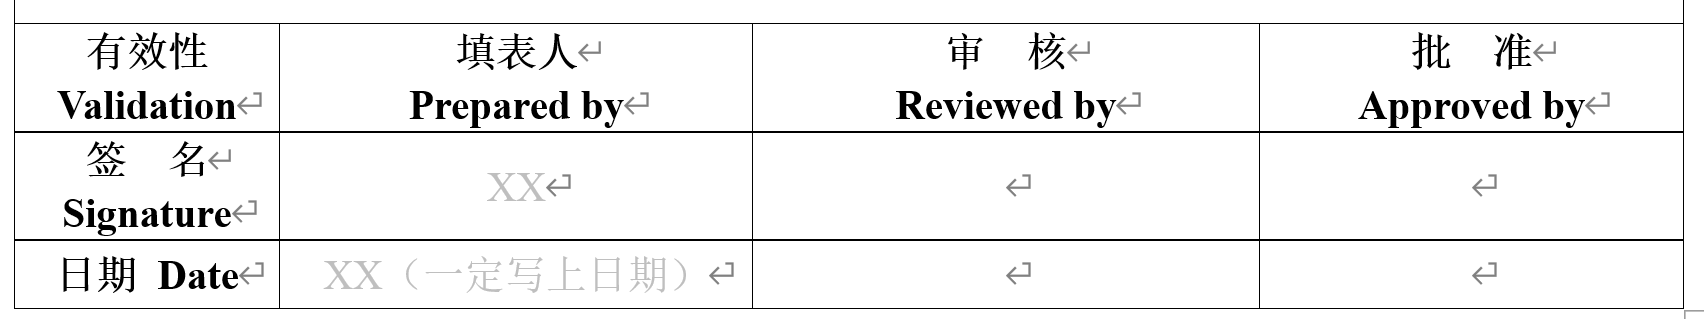 有效性 填表人 审 核 批 准
Validation Prepared by Reviewed by Approved by
签 名
Signature XX
日期 Date XX（一定写上日期）